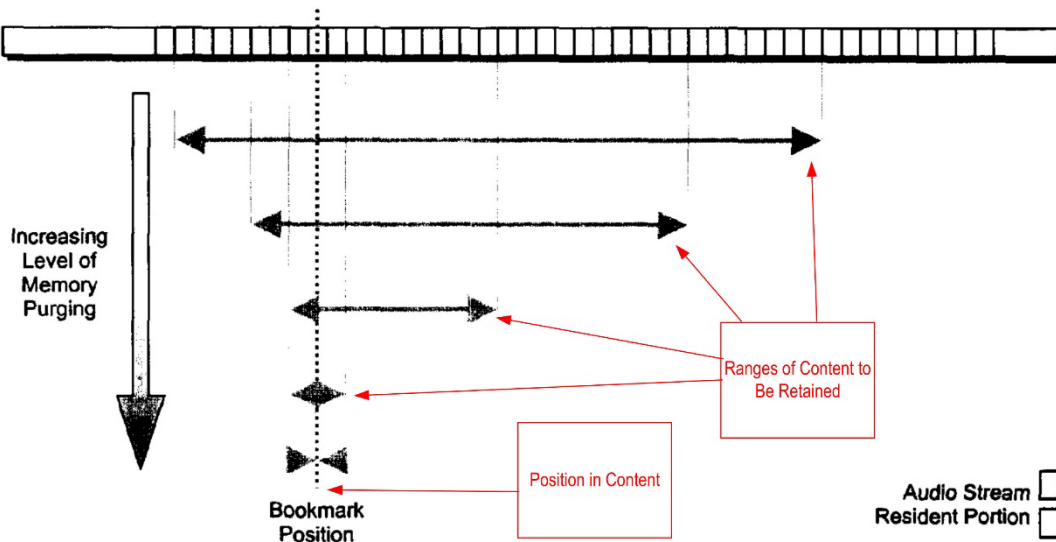 Increasing
Level of
Memory
Purging
Ranges of Content to
Be Retained
Position in Content
Bookmark
Position
Audio Stream
Resident Portion